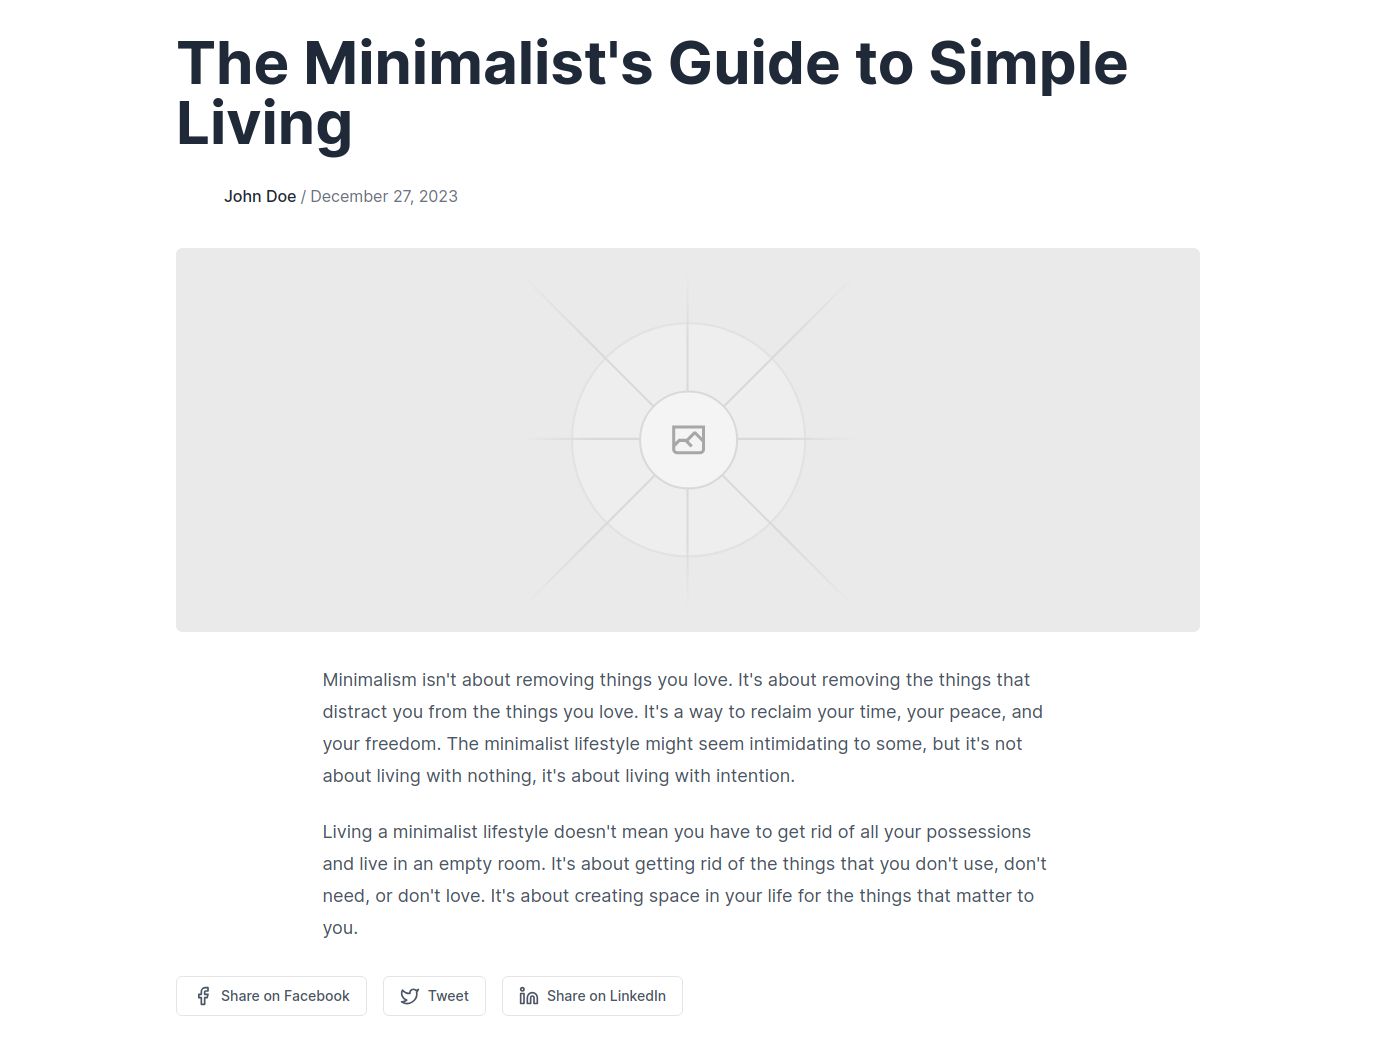 The Minimalist's Guide to Simple
Living
John Doe / December 27, 2023
Minimalism isn't about removing things you love. It's about removing the things that
distract you from the things you love. It's a way to reclaim your time, your peace, and
your freedom. The minimalist lifestyle might seem intimidating to some, but it's not
about living with nothing, it's about living with intention.
Living a minimalist lifestyle doesn't mean you have to get rid of all your possessions
and live in an empty room. It's about getting rid of the things that you don't use, don't
need, or don't love. It's about creating space in your life for the things that matter to
you.
Share on Facebook Tweet Share on LinkedIn